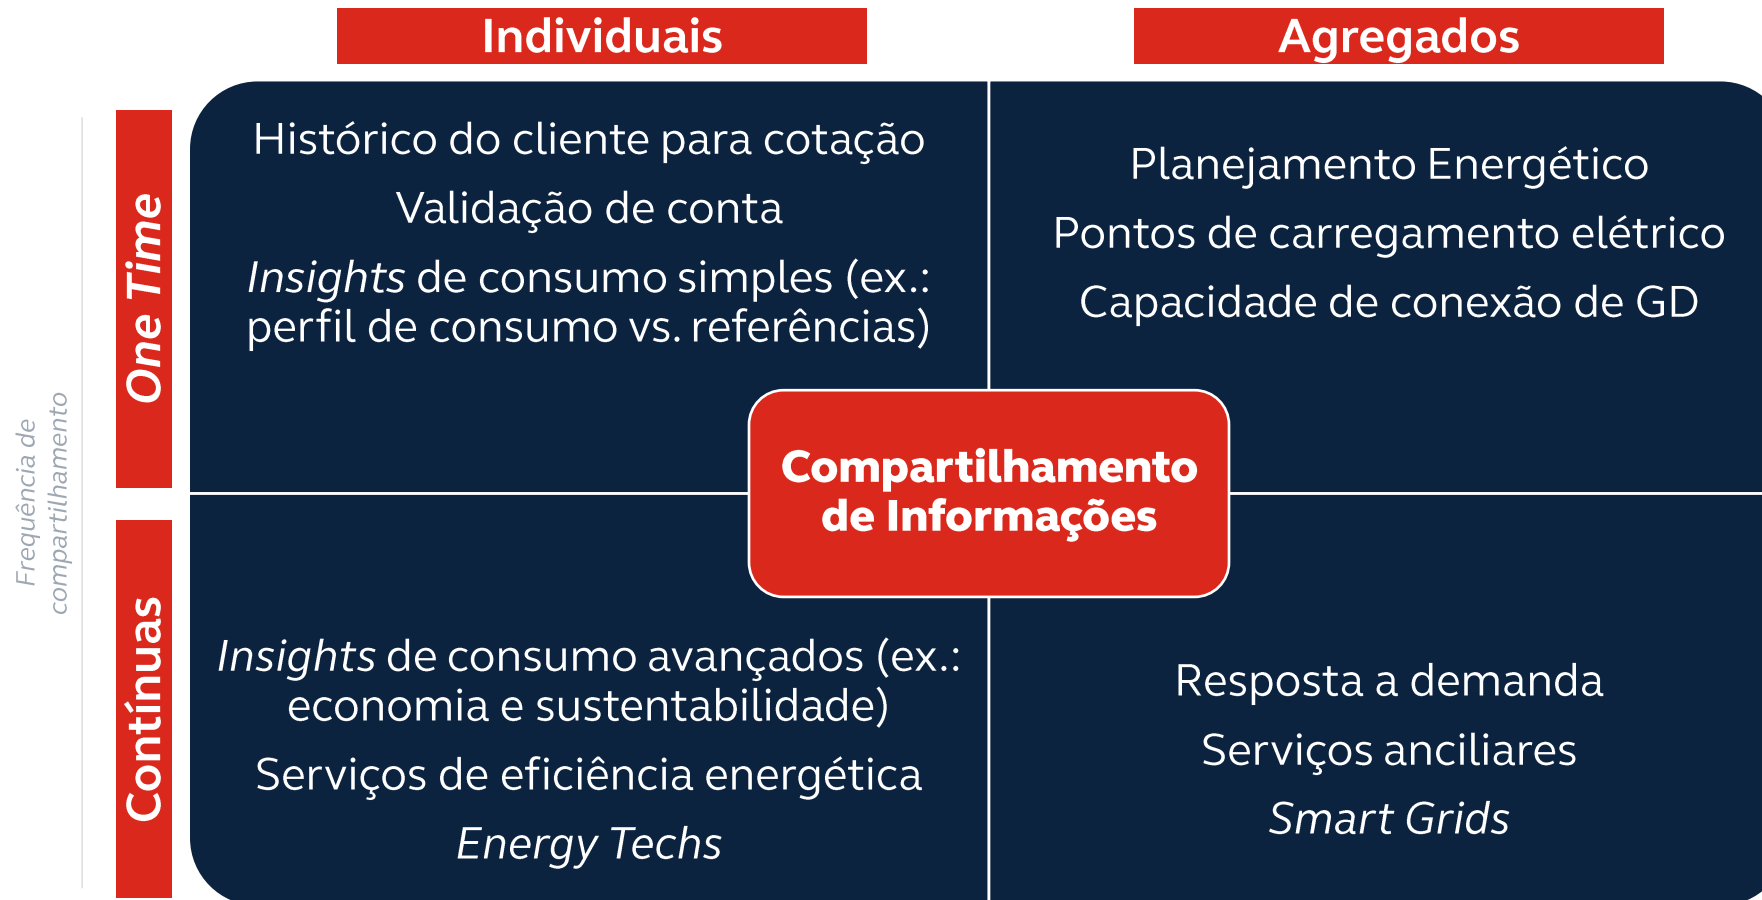 Individuais
Agregados
Frequência de
compartilhamento
One Time
Histórico do cliente para cotação
Validação de conta
Insights de consumo simples (ex.:
perfil de consumo vs. referências)
Planejamento Energético
Pontos de carregamento elétrico
Capacidade de conexão de GD
Compartilhamento
de Informações
Contínuas
Insights de consumo avançados (ex.:
economia e sustentabilidade)
Serviços de eficiência energética
Energy Techs
Resposta a demanda
Serviços anciliares
Smart Grids